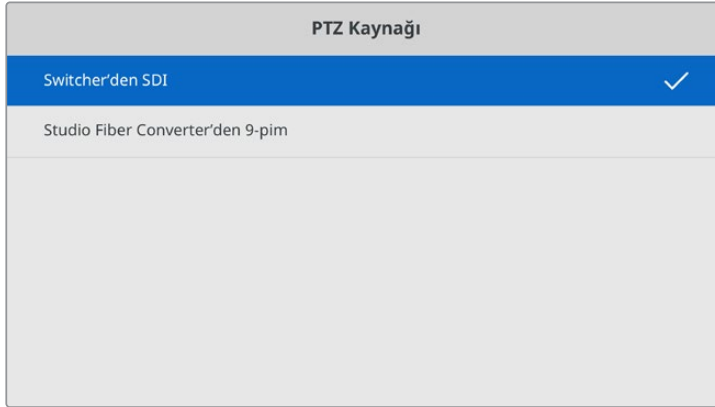 PTZ Kaynağı
Switcher’den SDI
Studio Fiber Converter’den 9-pim